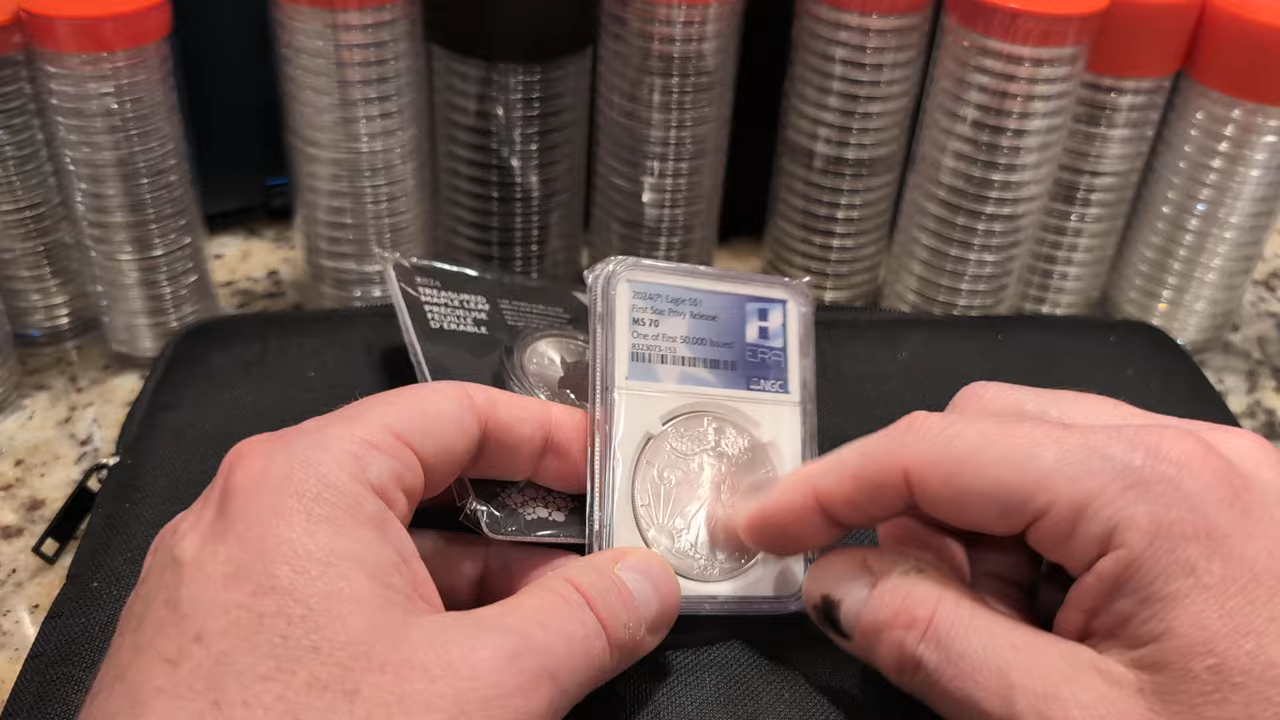 2024
TREASURED
MAPLE LEAF
PRÉCIEUSE
FEUILLE
D'ÉRABLE
2024(P) Eagle S$1
First Star Privy Release
MS 70
One of First 50,000 Issued
8323073-153
ERA
NGC
2024